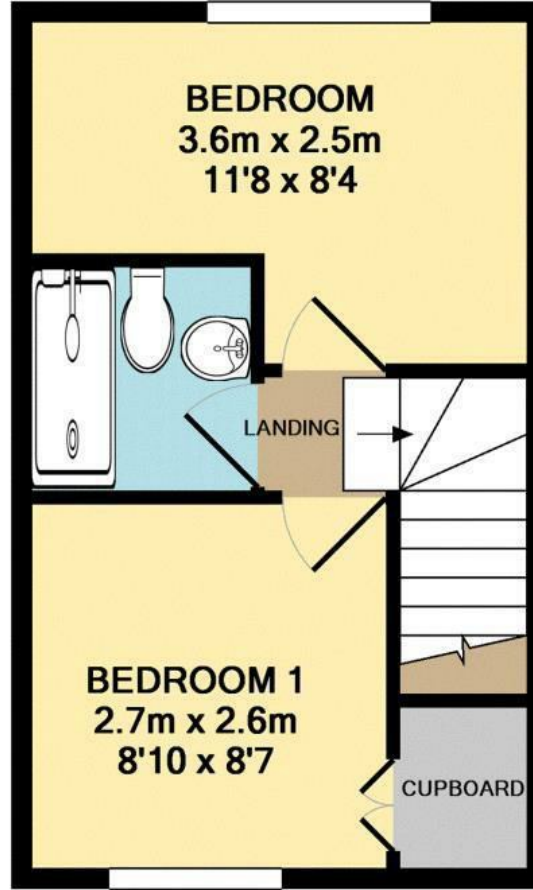 BEDROOM
3.6m x 2.5m
11'8 x 8'4
LANDING
BEDROOM 1
2.7m x 2.6m
8'10 x 8'7
CUPBOARD